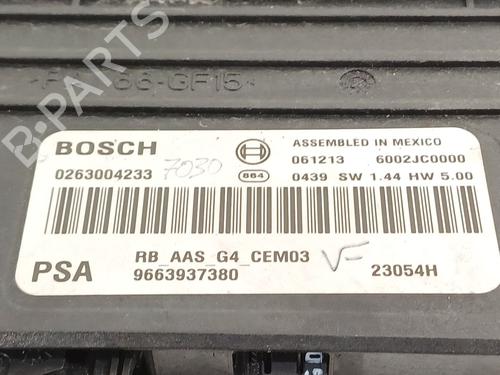 B-PARTS
66-GF15
BOSCH
ASSEMBLED IN MEXICO
061213 6002JC0000
0263004233
7030
864
0439 SW 1.44 HW 5.00
PSA
RB_AAS_G4_CEM03
9663937380
23054H